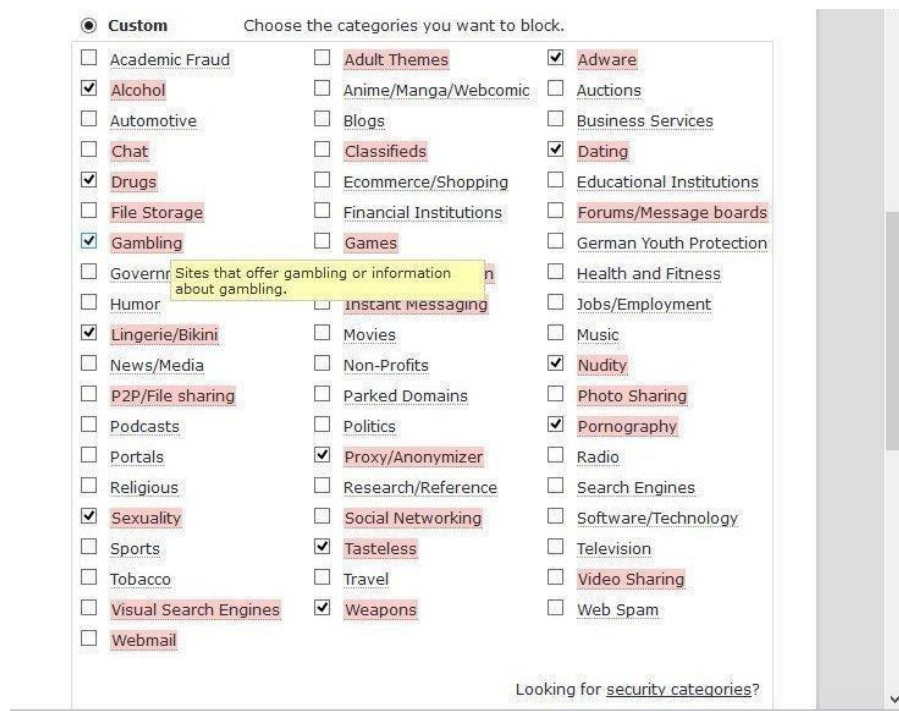 Custom Choose the categories you want to block.
Academic Fraud Adult Themes Adware
Alcohol Anime/Manga/Webcomic Auctions
Automotive Blogs Business Services
Chat Classifieds Dating
Drugs Ecommerce/Shopping Educational Institutions
File Storage Financial Institutions Forums/Message boards
Gambling Games German Youth Protection
Sites that offer gambling or information
about gambling.
Health and Fitness
Humor Instant Messaging Jobs/Employment
Lingerie/Bikini Movies Music
News/Media Non-Profits Nudity
P2P/File sharing Parked Domains Photo Sharing
Podcasts Politics Pornography
Portals Proxy/Anonymizer Radio
Religious Research/Reference Search Engines
Sexuality Social Networking Software/Technology
Sports Tasteless Television
Tobacco Travel Video Sharing
Visual Search Engines Weapons Web Spam
Webmail
Looking for security categories?